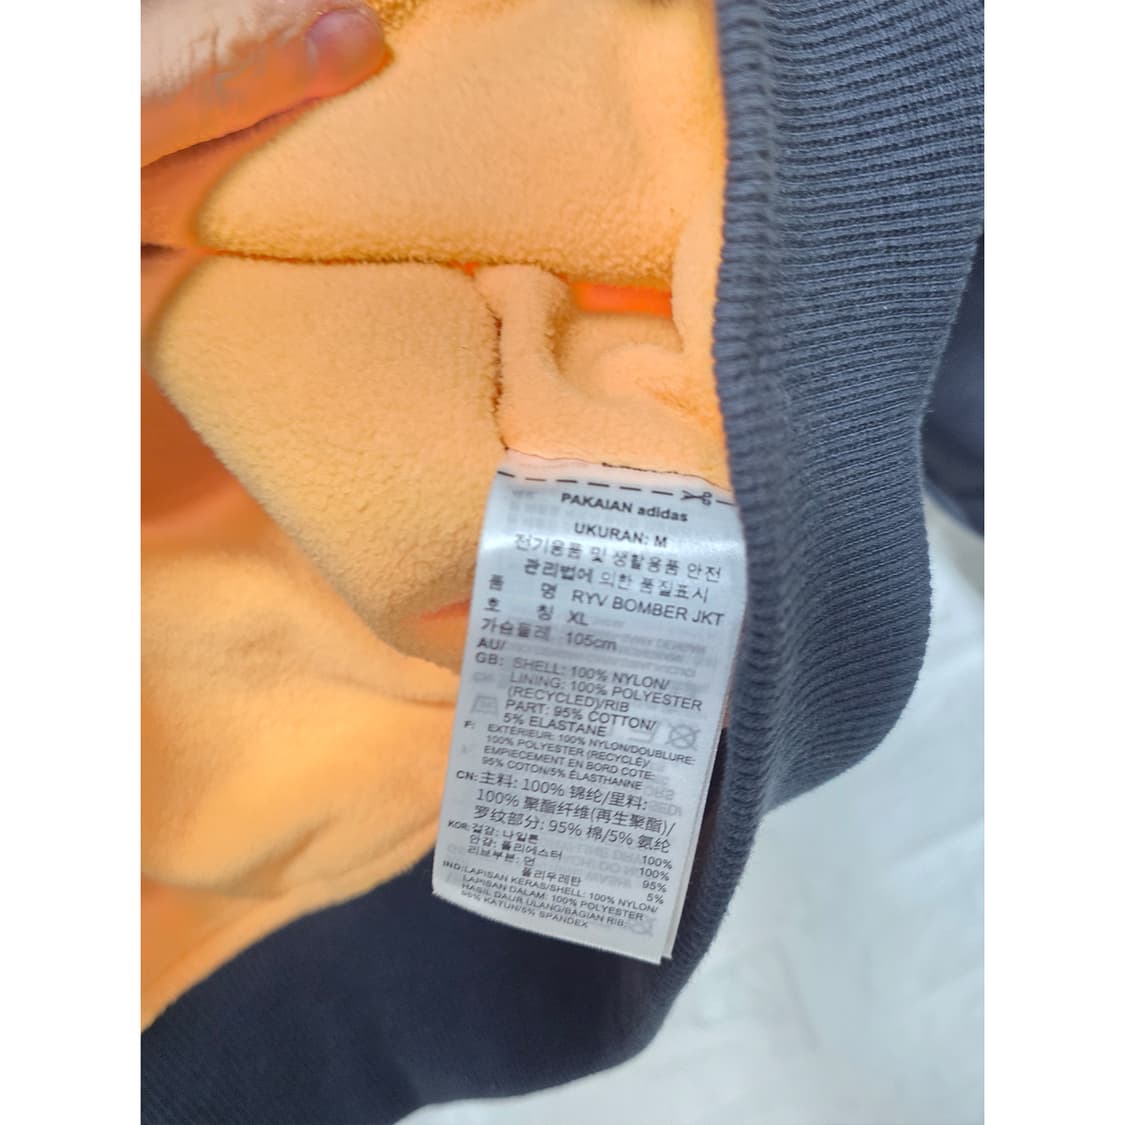 PAKAIAN adidas
UKURAN: M
전기용품 및 생활용품 안전
관리법에 의한 품질표시
품 명 RYV BOMBER JKT
호 칭 XL
가슴둘레 105cm
AU/
GB: SHELL: 100% NYLON/
LINING: 100% POLYESTER
(RECYCLED)/RIB
PART: 95% COTTON/
5% ELASTANE
F: EXTÉRIEUR: 100% NYLON/DOUBLURE:
100% POLYESTER (RECYCLÉ)/
EMPIECEMENT EN BORD COTE:
95% COTON/5% ÉLASTHANNE
CN: 主料: 100% 锦纶/里料:
100% 聚酯纤维(再生聚酯)/
罗纹部分: 95% 棉/5% 氨纶
KOR: 겉감: 나일론 100%
안감: 폴리에스터 100%
리브부분: 면 95%
폴리우레탄 5%
IND: LAPISAN KERAS/SHELL: 100% NYLON/
LAPISAN DALAM: 100% POLYESTER
HASIL DAUR ULANG/BAGIAN RIB:
95% KATUN/5% SPANDEX